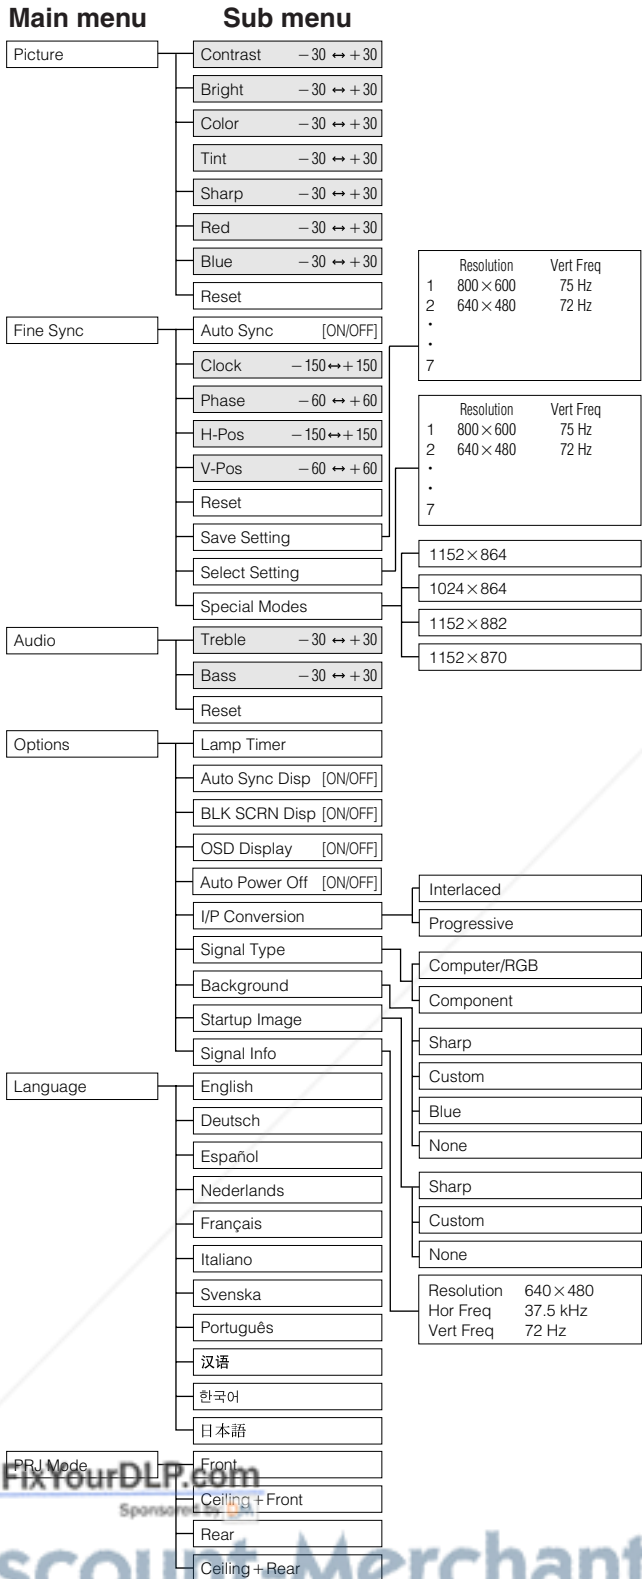 Main menu Sub menu
Picture
Contrast −30 ↔ +30
Bright −30 ↔ +30
Color −30 ↔ +30
Tint −30 ↔ +30
Sharp −30 ↔ +30
Red −30 ↔ +30
Blue −30 ↔ +30
Reset
Fine Sync
Auto Sync [ON/OFF]
Clock −150↔+150
Phase −60 ↔ +60
H-Pos −150↔+150
V-Pos −60 ↔ +60
Reset
Save Setting
Select Setting
Special Modes
Resolution Vert Freq
1 800×600 75 Hz
2 640×480 72 Hz
•
•
7
Resolution Vert Freq
1 800×600 75 Hz
2 640×480 72 Hz
•
•
7
1152×864
1024×864
1152×882
1152×870
Audio
Treble −30 ↔ +30
Bass −30 ↔ +30
Reset
Options
Lamp Timer
Auto Sync Disp [ON/OFF]
BLK SCRN Disp [ON/OFF]
OSD Display [ON/OFF]
Auto Power Off [ON/OFF]
I/P Conversion
Signal Type
Background
Startup Image
Signal Info
Interlaced
Progressive
Computer/RGB
Component
Sharp
Custom
Blue
None
Sharp
Custom
None
Resolution 640×480
Hor Freq 37.5 kHz
Vert Freq 72 Hz
Language
English
Deutsch
Español
Nederlands
Français
Italiano
Svenska
Português
汉语
한국어
日本語
PRJ Mode
Front
Ceiling+Front
Rear
Ceiling+Rear
FixYourDLP.com
Sponsored by DM